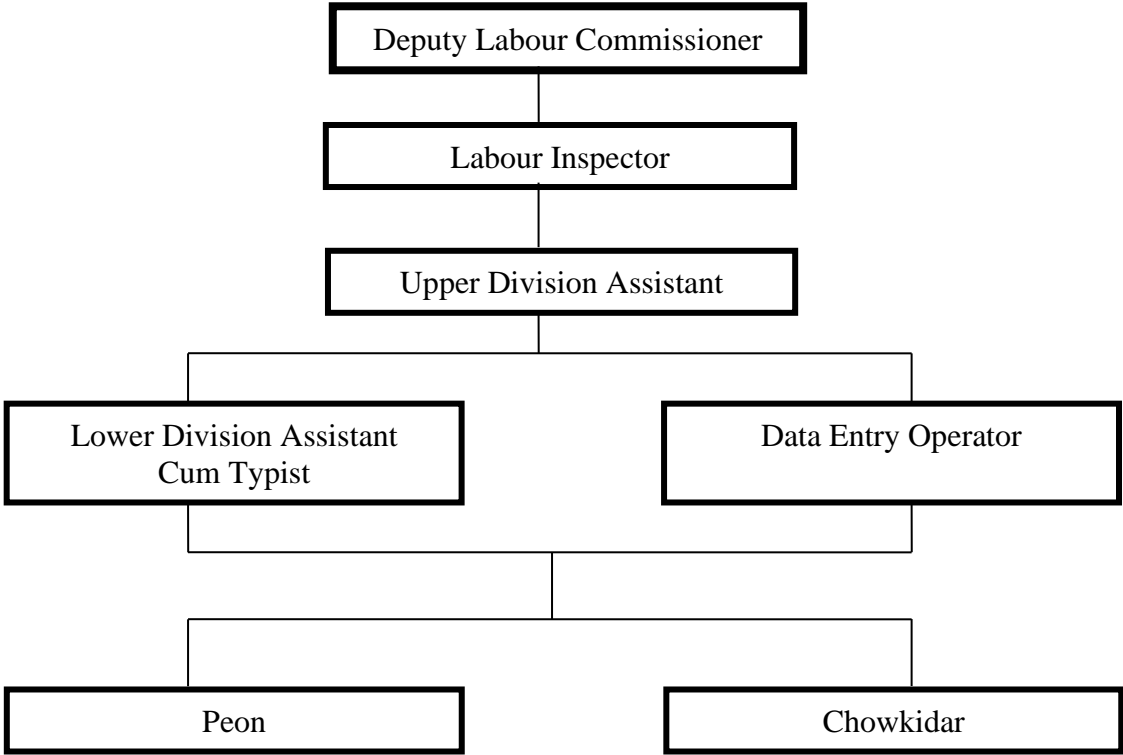 Deputy Labour Commissioner
Labour Inspector
Upper Division Assistant
Lower Division Assistant
Cum Typist
Data Entry Operator
Peon
Chowkidar